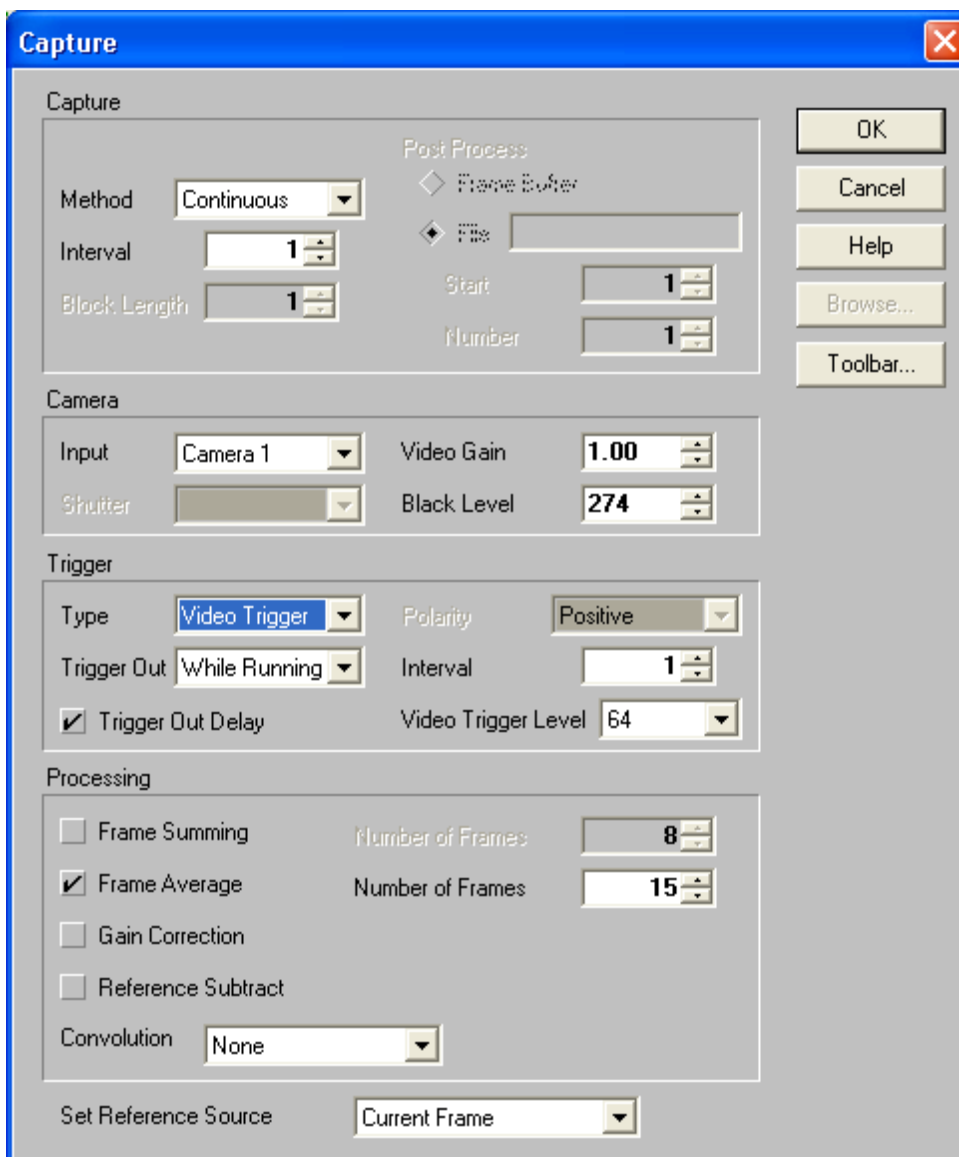 Capture
Capture
Post Process
Frame Buffer
Method Continuous
File
Interval 1
Start 1
Block Length 1
Number 1
OK
Cancel
Help
Browse...
Toolbar...
Camera
Input Camera 1 Video Gain 1.00
Shutter Black Level 274
Trigger
Type Video Trigger Polarity Positive
Trigger Out While Running Interval 1
Trigger Out Delay Video Trigger Level 64
Processing
Frame Summing Number of Frames 8
Frame Average Number of Frames 15
Gain Correction
Reference Subtract
Convolution None
Set Reference Source Current Frame